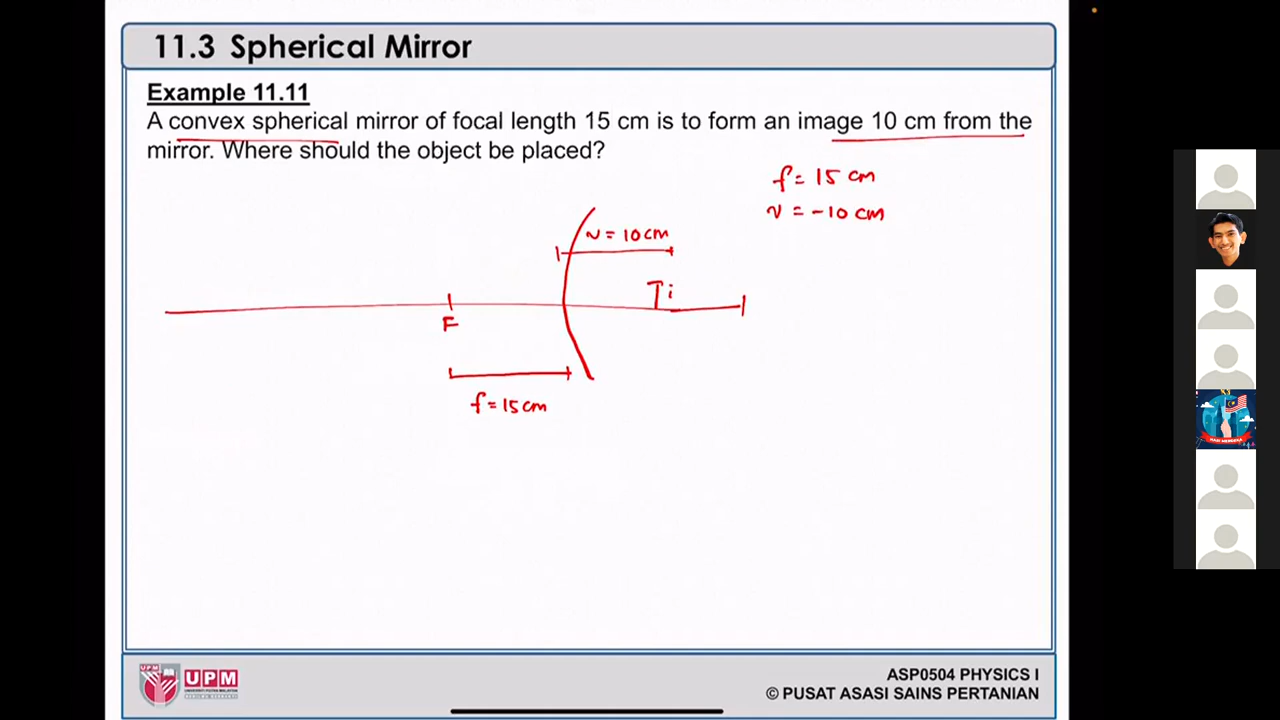 11.3 Spherical Mirror
Example 11.11
A convex spherical mirror of focal length 15 cm is to form an image 10 cm from the
mirror. Where should the object be placed?
f = 15 cm
v = -10 cm
v = 10 cm
i
F
f = 15 cm
UPM
UPM
ASP0504 PHYSICS I
© PUSAT ASASI SAINS PERTANIAN